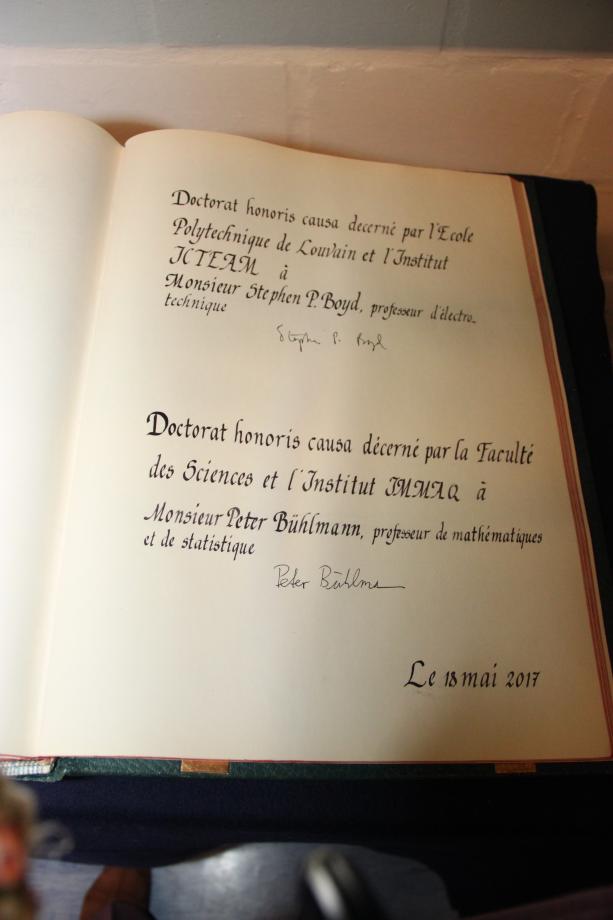 Doctorat honoris causa décerné par l'Ecole
Polytechnique de Louvain et l'Institut
ICTEAM à
Monsieur Stephen P. Boyd, professeur d'électro-
technique
Stephen P. Boyd
Doctorat honoris causa décerné par la Faculté
des Sciences et l'Institut IMMAQ à
Monsieur Peter Bühlmann, professeur de mathématiques
et de statistique
Peter Bühlmann
Le 18 mai 2017